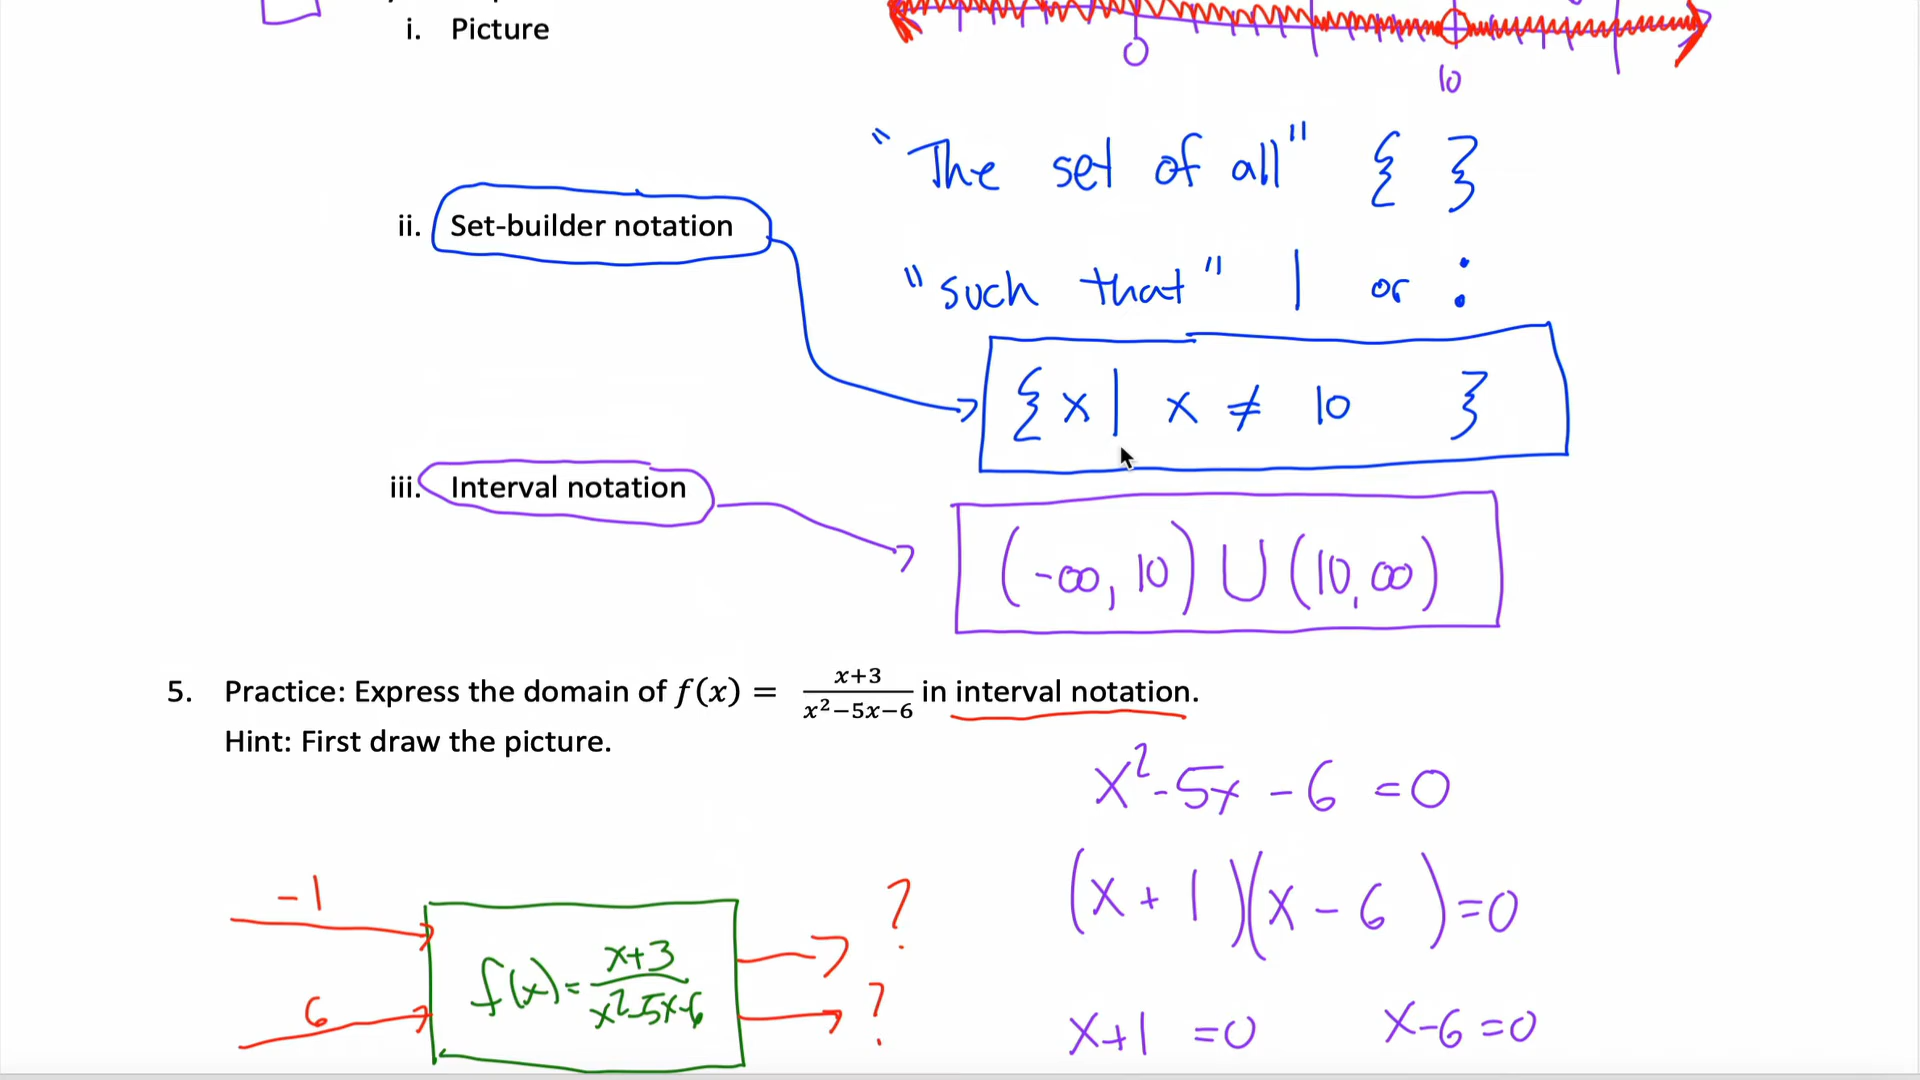 i. Picture
0
10
"The set of all" { }
ii. Set-builder notation
"such that" | or :
{ x | x ≠ 10 }
iii. Interval notation
(-∞, 10) ∪ (10, ∞)
5. Practice: Express the domain of f(x) = x+3 / x²−5x−6 in interval notation.
Hint: First draw the picture.
x² - 5x - 6 = 0
(x + 1)(x - 6) = 0
-1
?
f(x) = x+3 / x²-5x-6
6
?
x+1 = 0 x-6 = 0